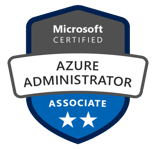 Microsoft
CERTIFIED
AZURE
ADMINISTRATOR
ASSOCIATE